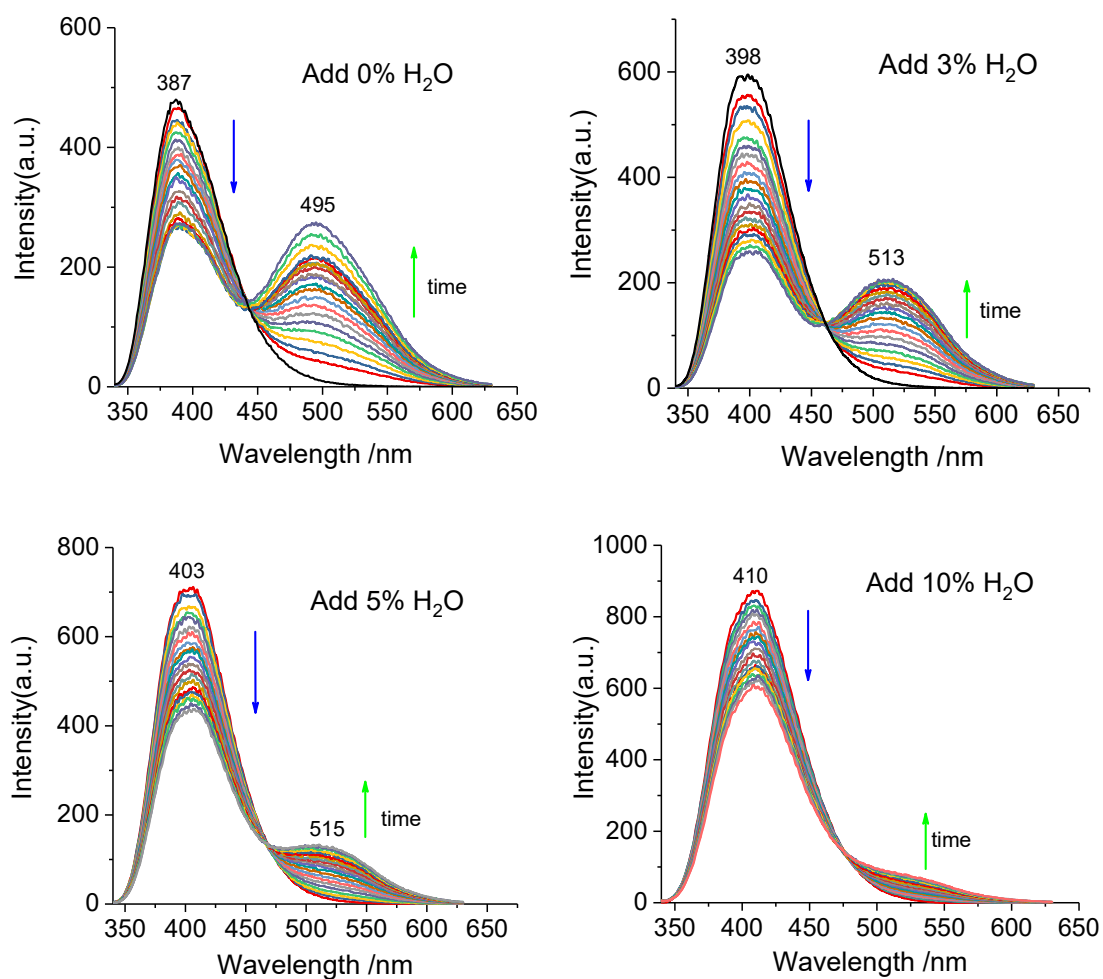 600
400
200
0
Intensity(a.u.)
387
Add 0% H₂O
495
time
350 400 450 500 550 600 650
Wavelength /nm
600
400
200
0
Intensity(a.u.)
398
Add 3% H₂O
513
time
350 400 450 500 550 600 650
Wavelength /nm
800
600
400
200
0
Intensity(a.u.)
403
Add 5% H₂O
515
time
350 400 450 500 550 600 650
Wavelength /nm
1000
800
600
400
200
0
Intensity(a.u.)
410
Add 10% H₂O
time
350 400 450 500 550 600 650
Wavelength /nm